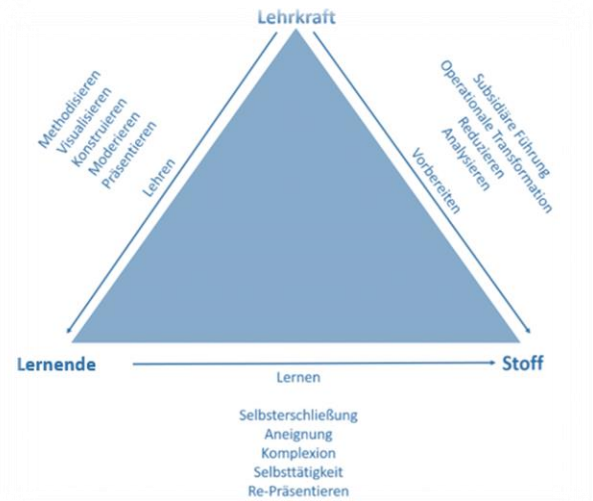 Lehrkraft
Methodisieren
Visualisieren
Konstruieren
Moderieren
Präsentieren
Lehren
Subsidiäre Führung
Operationale Transformation
Reduzieren
Analysieren
Vorbereiten
Lernende
Stoff
Lernen
Selbsterschließung
Aneignung
Komplexion
Selbsttätigkeit
Re-Präsentieren